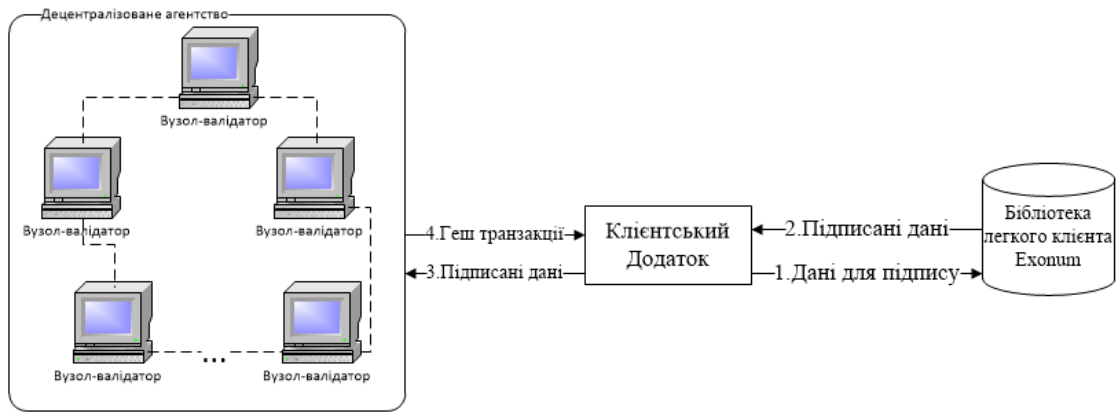 Децентралізоване агентство
Вузол-валідатор
Вузол-валідатор
Вузол-валідатор
Вузол-валідатор
...
Вузол-валідатор
4.Геш транзакції
3.Підписані дані
Клієнтський
Додаток
2.Підписані дані
1.Дані для підпису
Бібліотека
легкого клієнта
Exonum